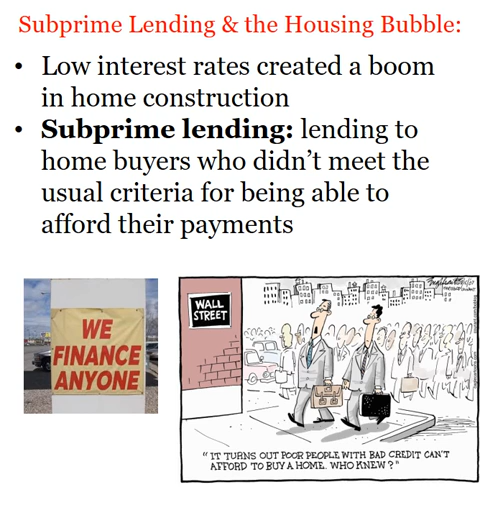 Subprime Lending & the Housing Bubble:
• Low interest rates created a boom
in home construction
• Subprime lending: lending to
home buyers who didn't meet the
usual criteria for being able to
afford their payments
WE
FINANCE
ANYONE
WALL
STREET
“IT TURNS OUT POOR PEOPLE WITH BAD CREDIT CAN'T
AFFORD TO BUY A HOME. WHO KNEW?”